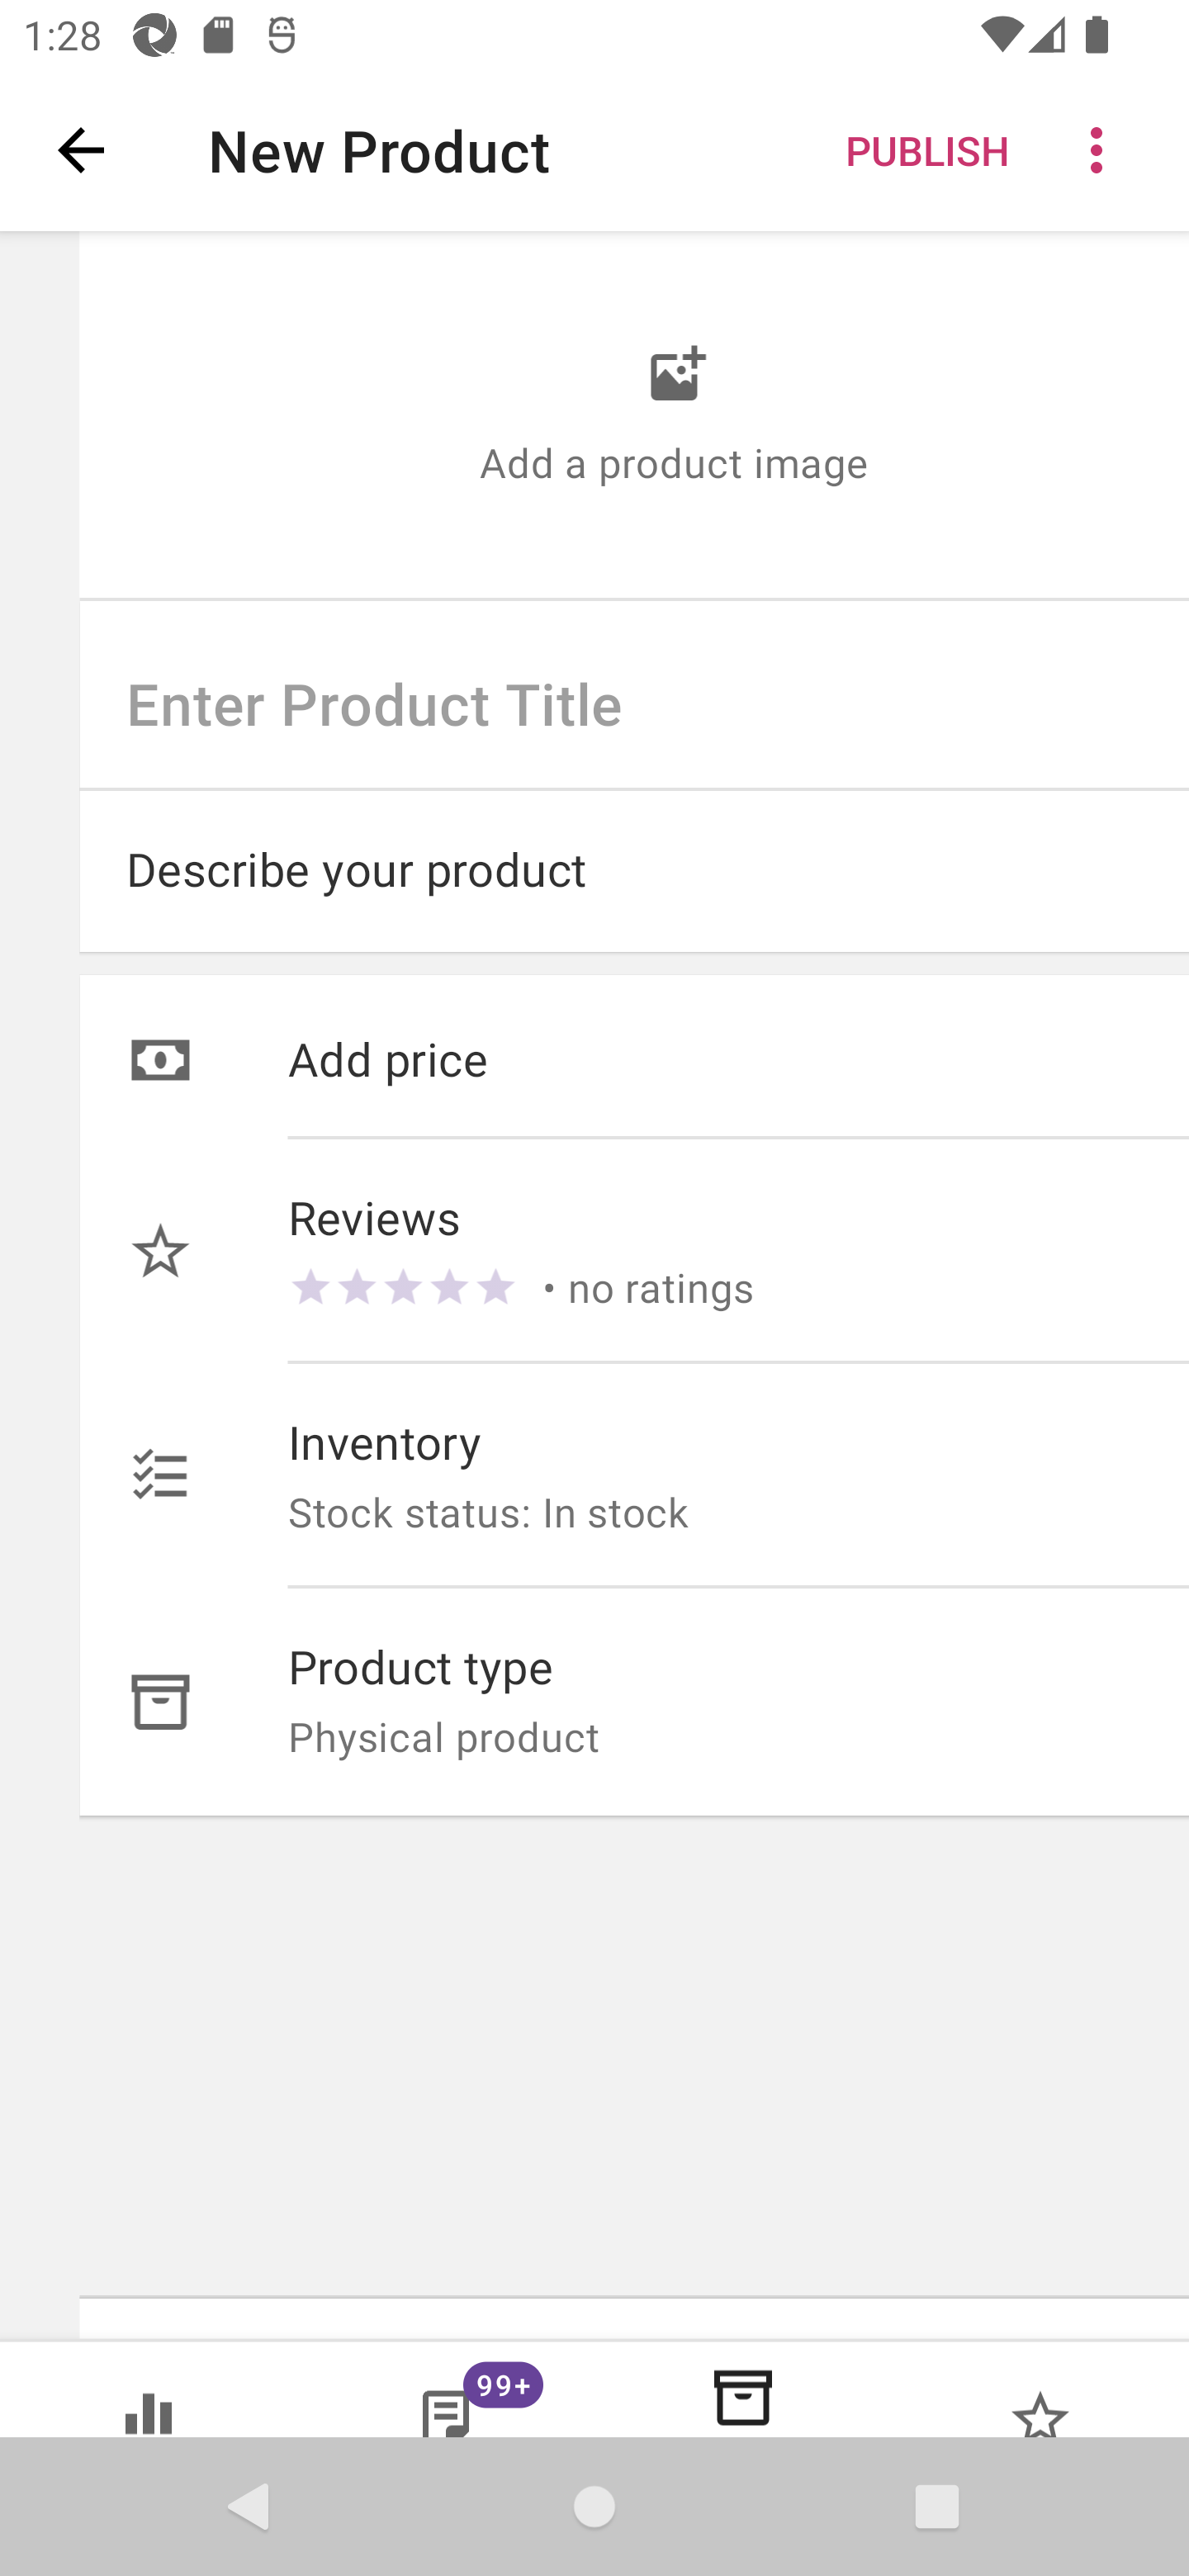 1:28
New Product
PUBLISH
Add a product image
Enter Product Title
Describe your product
Add price
Reviews
• no ratings
Inventory
Stock status: In stock
Product type
Physical product
99+